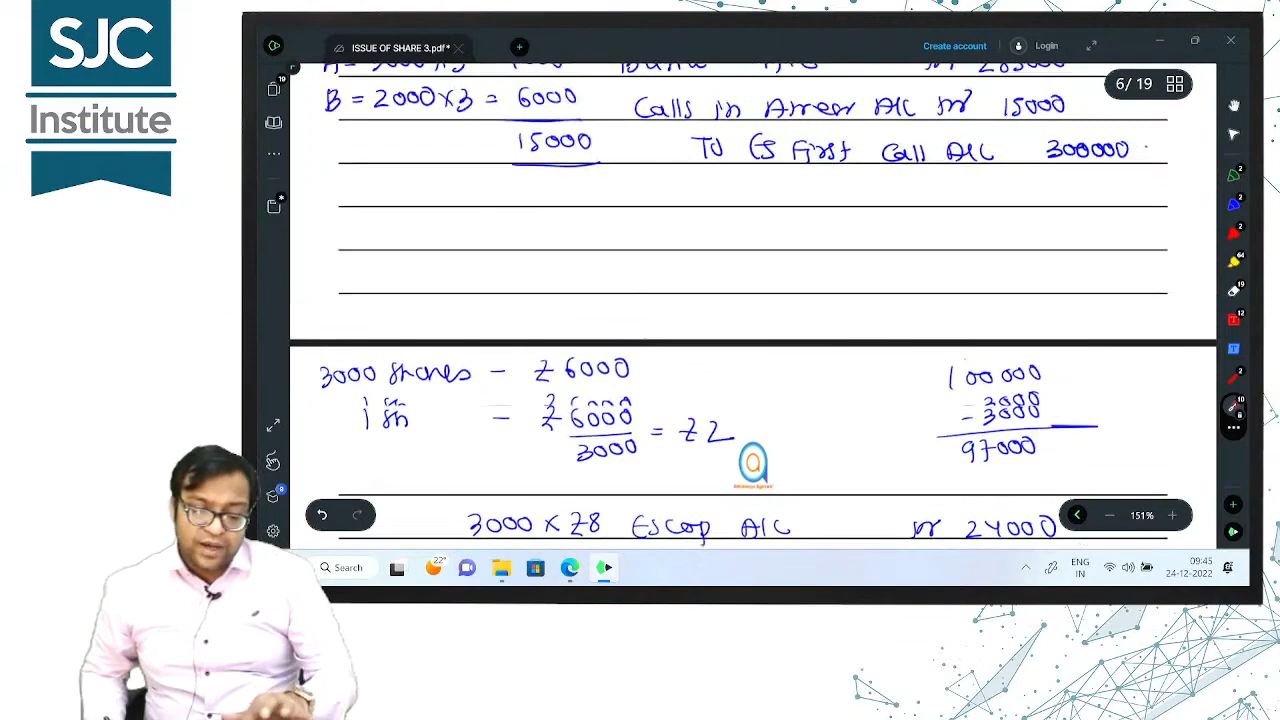 SJC
Institute
ISSUE OF SHARE 3.pdf*
Create account
Login
6/19
B = 2000 x 3 = 6000
Calls in Arrear A/C Dr 15000
15000
To ES First Call A/C 300000
3000 Shares - ₹6000
1 Sh - ₹6000
3000
= ₹2
100000
- 3000
97000
3000 x ₹8 ESCap A/C Dr 24000
151%
Search
22°
ENG
IN
09:45
24-12-2022